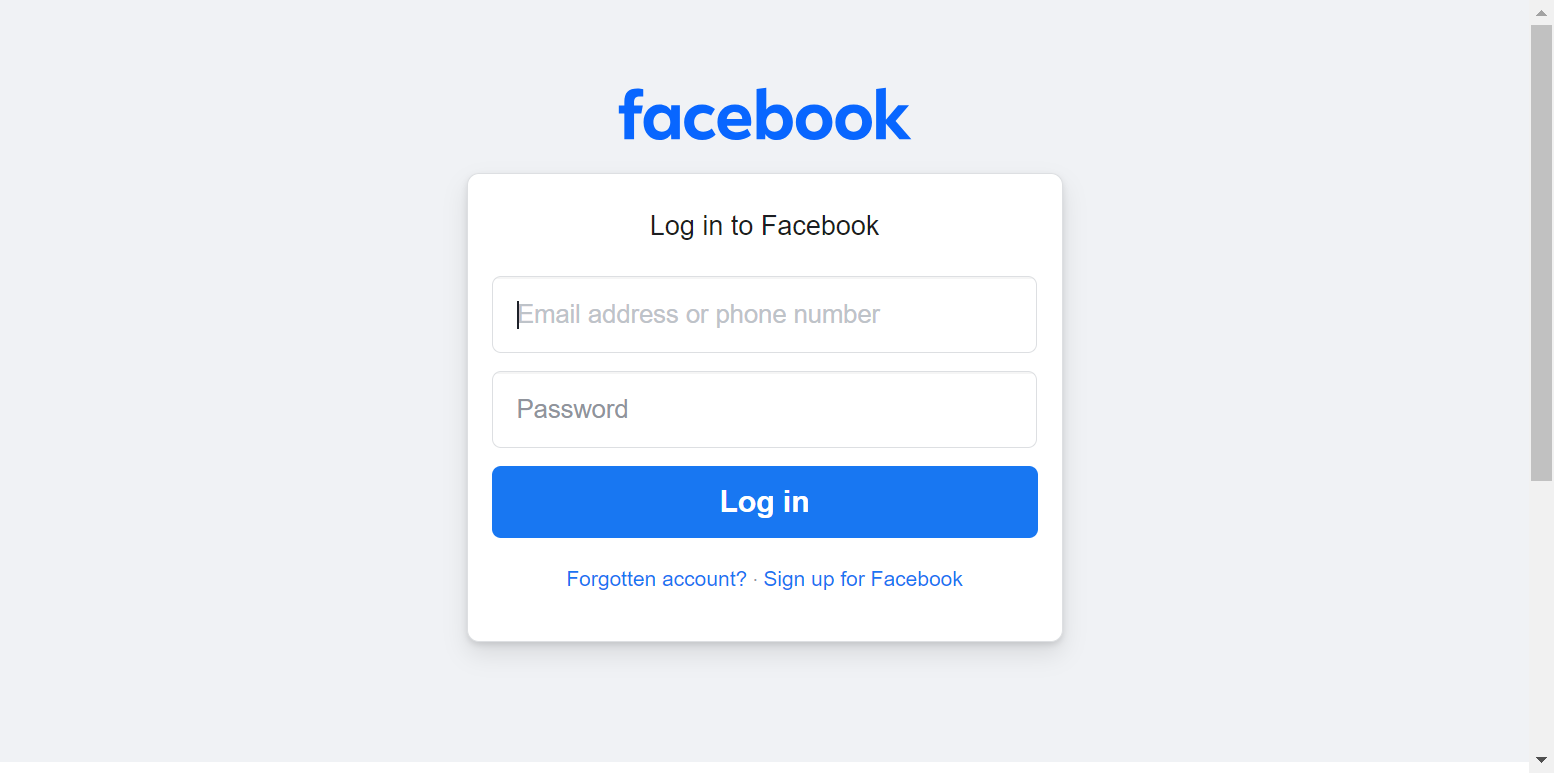 facebook
Log in to Facebook
Email address or phone number
Password
Log in
Forgotten account? · Sign up for Facebook